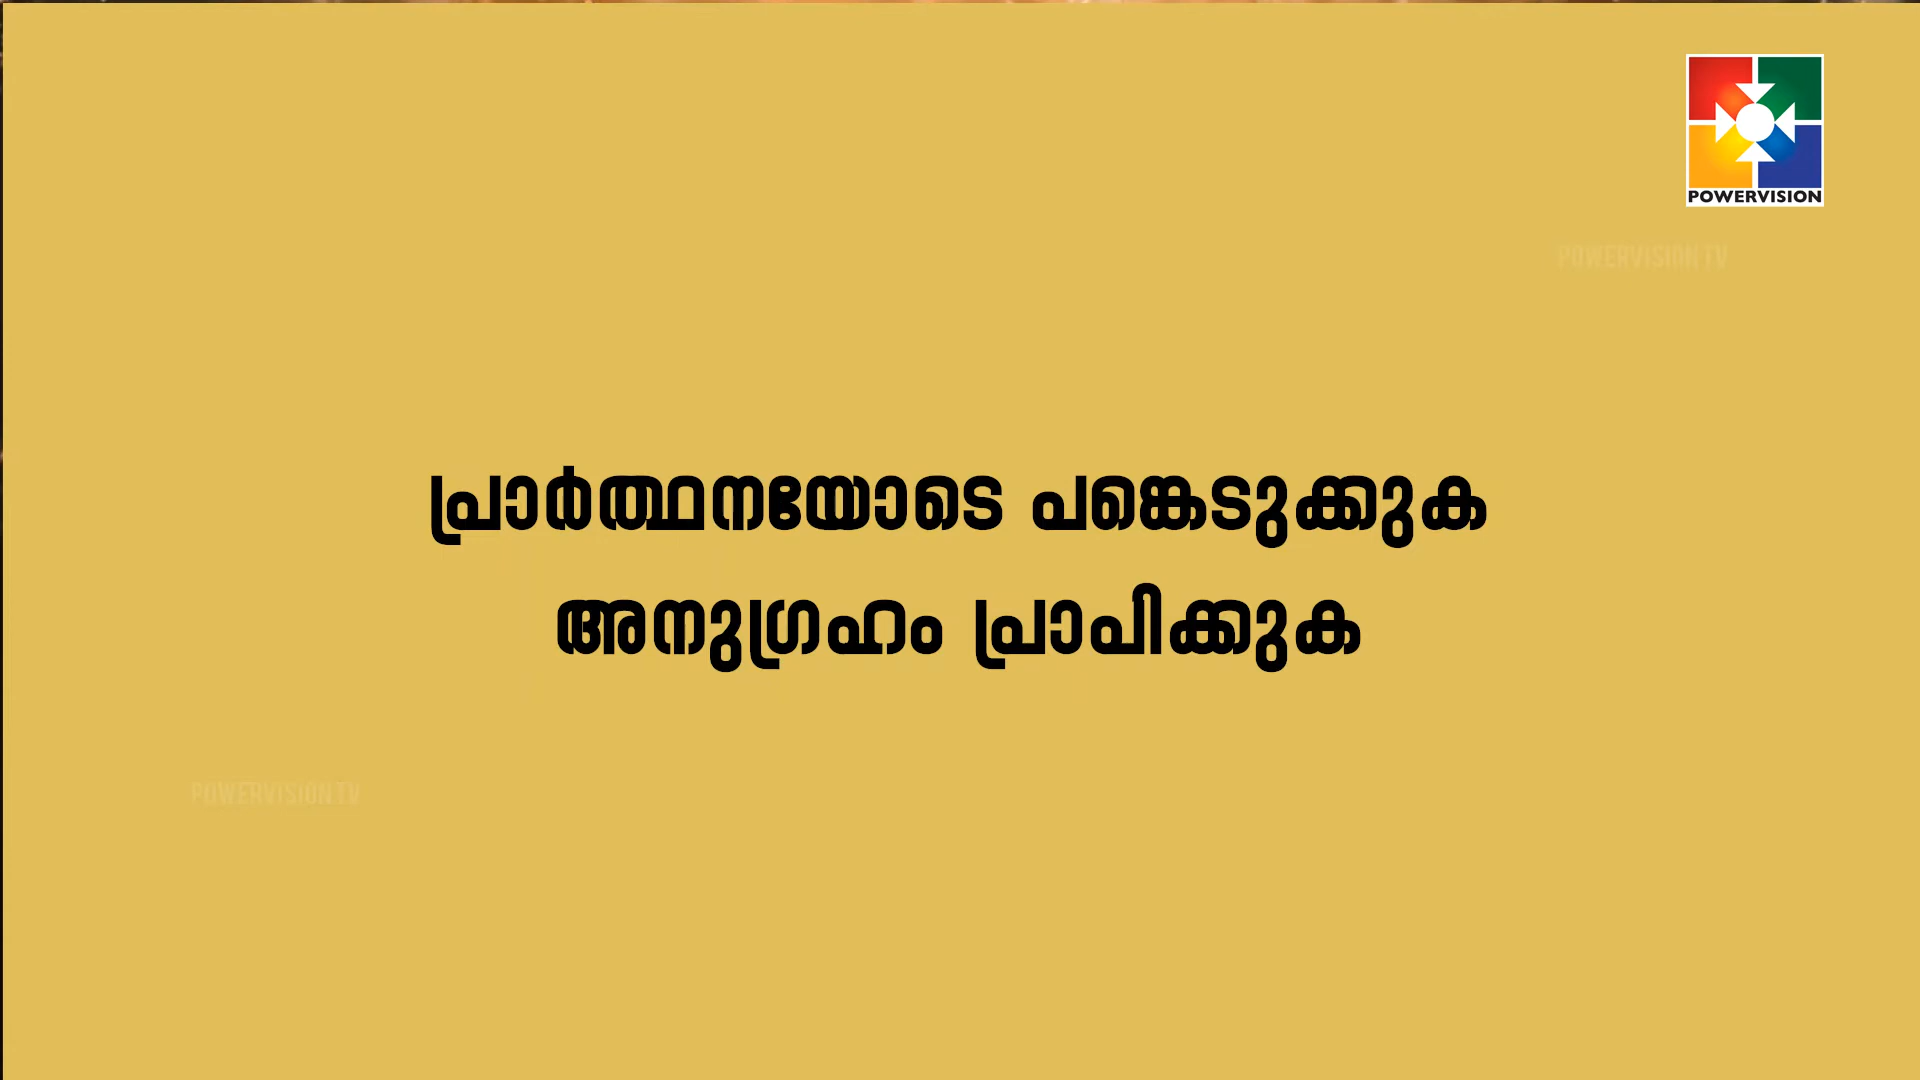 POWERVISION
POWERVISION TV
പ്രാർത്ഥനയോടെ പങ്കെടുക്കുക
അനുഗ്രഹം പ്രാപിക്കുക
POWERVISION TV